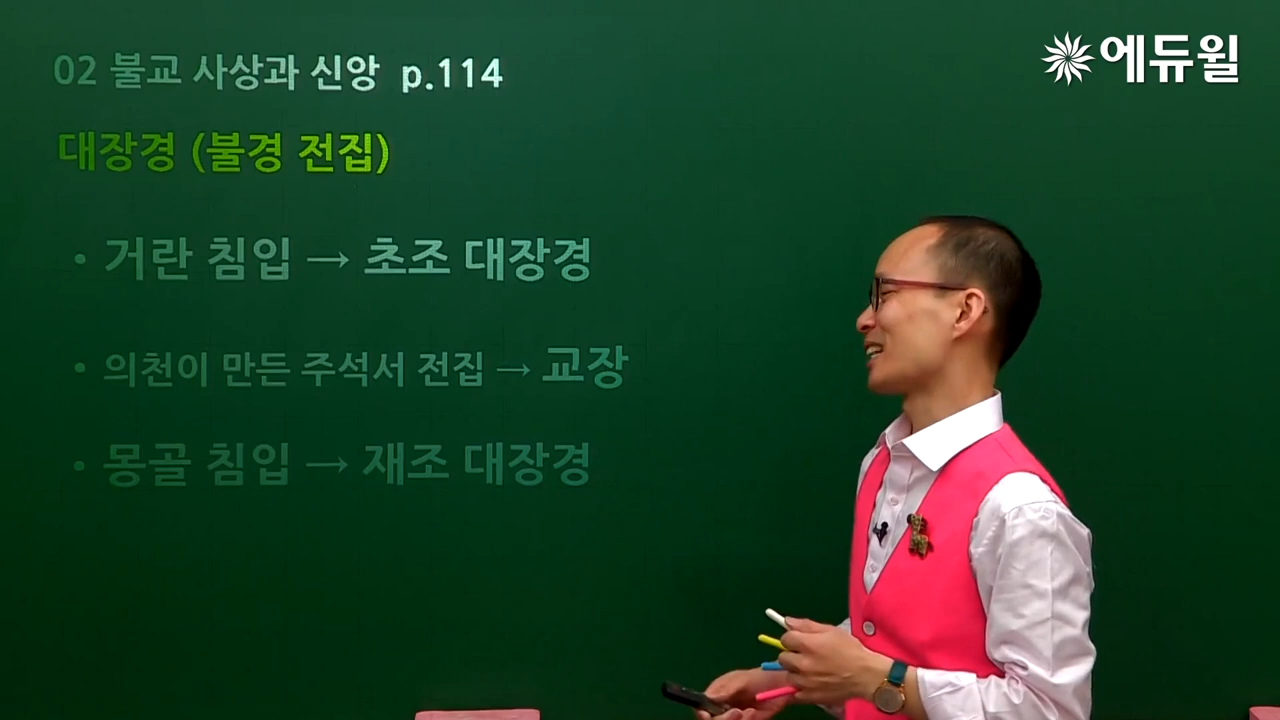 02 불교 사상과 신앙 p.114
에듀윌
대장경 (불경 전집)
• 거란 침입 → 초조 대장경
• 의천이 만든 주석서 전집 → 교장
• 몽골 침입 → 재조 대장경